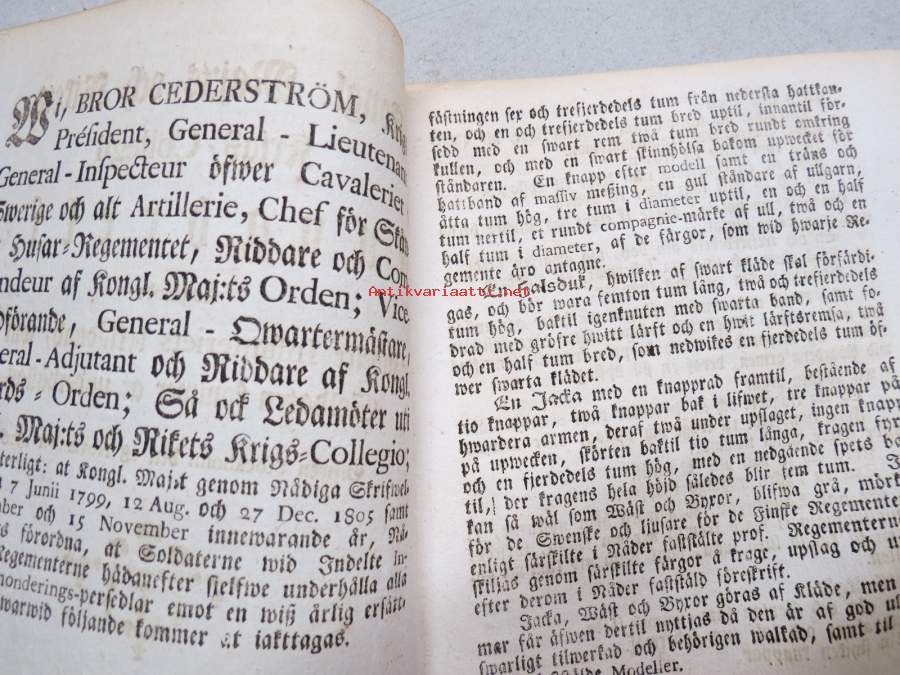 Wi, BROR CEDERSTRÖM,
Président, General - Lieutenant
General-Inspecteur öfwer Cavaleriet
Swerige och alt Artillerie, Chef för
Husar-Regementet, Riddare och Com
ndeur af Kongl. Maj:ts Orden; Vice-
dförande, General - Qwartermästare,
eral-Adjutant och Riddare af Kongl.
rds-Orden; Så ock Ledamöter uti
Maj:ts och Rikets Krigs-Collegio;
terligt: at Kongl. Maj:t genom Nådiga Skrifwel-
7 Junii 1799, 12 Aug. och 27 Dec. 1805 samt
ber och 15 November innewarande år, Nå-
s förordna, at Soldaterne wid Indelte In-
Regementerne hädanefter sielfwe underhålla alla
onderings-persedlar emot en wiß årlig ersätt-
warwid följande kommer at iakttagas.
fästningen sex och trefjerdedels tum från nedersta hattkan-
ten, och en och trefjerdedels tum bred uptil, innantil för-
sedd med en swart rem twå tum bred rundt omkring
kullen, och med en swart skinnhölsa bakom upwecket för
ståndaren. En knapp efter modell samt en träns och
hattband af massiv meßing, en gul ståndare af ullgarn,
åtta tum hög, tre tum i diameter uptil, en och en half
tum nertil, et rundt compagnie-märke af ull, twå och en
half tum i diameter, af de färgor, som wid hwarje Re-
gemente äro antagne.
En Halsduk, hwilken af swart kläde skal förfärdi-
gas, och bör wara femton tum lång, twå och trefjerdedels
tum hög, baktil igenknuten med swarta band, samt fo-
drad med gröfre hwitt lärft och en hwit lärftsremsa, twå
och en half tum bred, som nedwikes en fjerdedels tum öf-
wer swarta klädet.
En Jacka med en knapprad framtil, bestående af
tio knappar, twå knappar bak i lifwet, tre knappar på
hwardera armen, deraf twå under upslaget, ingen knapp
på upwecken, skörten baktil tio tum långa, kragen fyra
och en fjerdedels tum hög, med en nedgående spets ba
til, der kragens hela höjd således blir fem tum.
kan så wäl som Wäst och Byxor, blifwa grå, mörk
för de Swenske och ljusare för de Finske Regemente
enligt särskilte i Nåder faststälte prof. Regementerne
skiljas genom särskilte färgor å krage, upslag och
efter derom i Nåder faststäld föreskrift.
Jacka, Wäst och Byxor göras af Kläde, men
mar får äfwen dertil nyttjas då den är af god ul
swarligt tilwerkad och behörigen walkad, samt til
Modeller.
Antikvariaatti.net